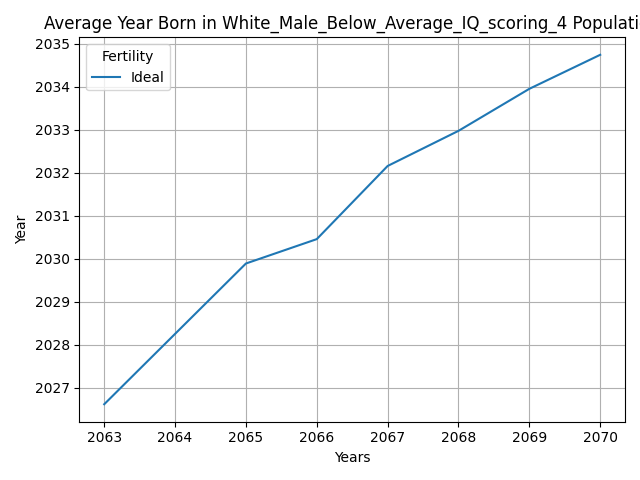 Average Year Born in White_Male_Below_Average_IQ_scoring_4 Populati
Fertility
Ideal
2035
2034
2033
2032
2031
2030
2029
2028
2027
Year
2063 2064 2065 2066 2067 2068 2069 2070
Years